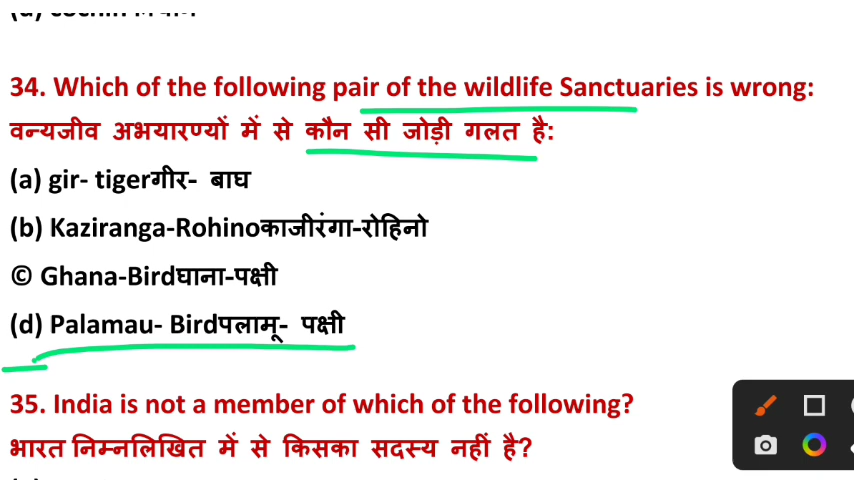 34. Which of the following pair of the wildlife Sanctuaries is wrong:
वन्यजीव अभयारण्यों में से कौन सी जोड़ी गलत है:
(a) gir- tigerगीर- बाघ
(b) Kaziranga-Rohinoकाजीरंगा-रोहिनो
© Ghana-Birdघाना-पक्षी
(d) Palamau- Birdपलामू- पक्षी
35. India is not a member of which of the following?
भारत निम्नलिखित में से किसका सदस्य नहीं है?